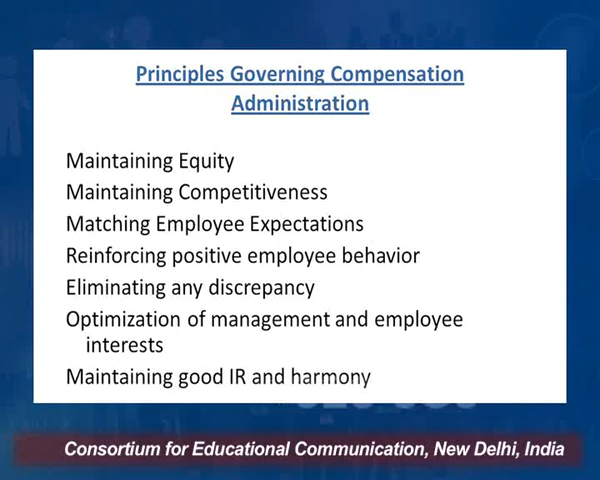 Principles Governing Compensation
Administration
Maintaining Equity
Maintaining Competitiveness
Matching Employee Expectations
Reinforcing positive employee behavior
Eliminating any discrepancy
Optimization of management and employee
interests
Maintaining good IR and harmony
Consortium for Educational Communication, New Delhi, India